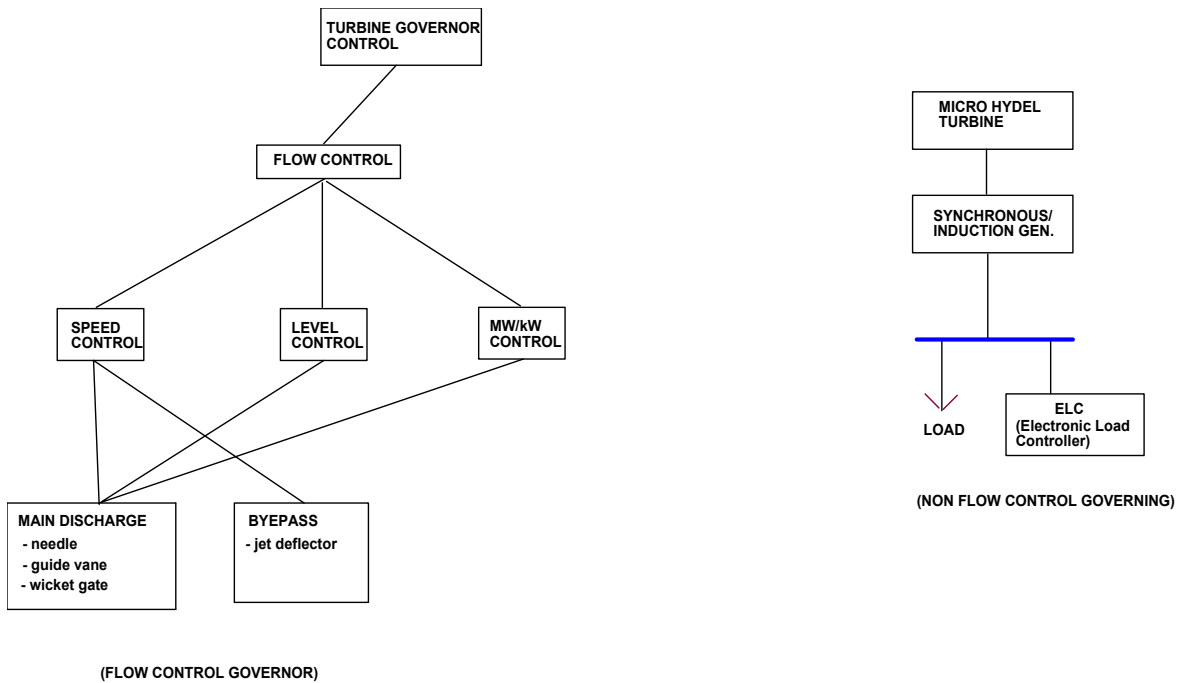 TURBINE GOVERNOR
CONTROL
FLOW CONTROL
SPEED
CONTROL
LEVEL
CONTROL
MW/kW
CONTROL
MAIN DISCHARGE
- needle
- guide vane
- wicket gate
BYEPASS
- jet deflector
(FLOW CONTROL GOVERNOR)
MICRO HYDEL
TURBINE
SYNCHRONOUS/
INDUCTION GEN.
LOAD
ELC
(Electronic Load
Controller)
(NON FLOW CONTROL GOVERNING)